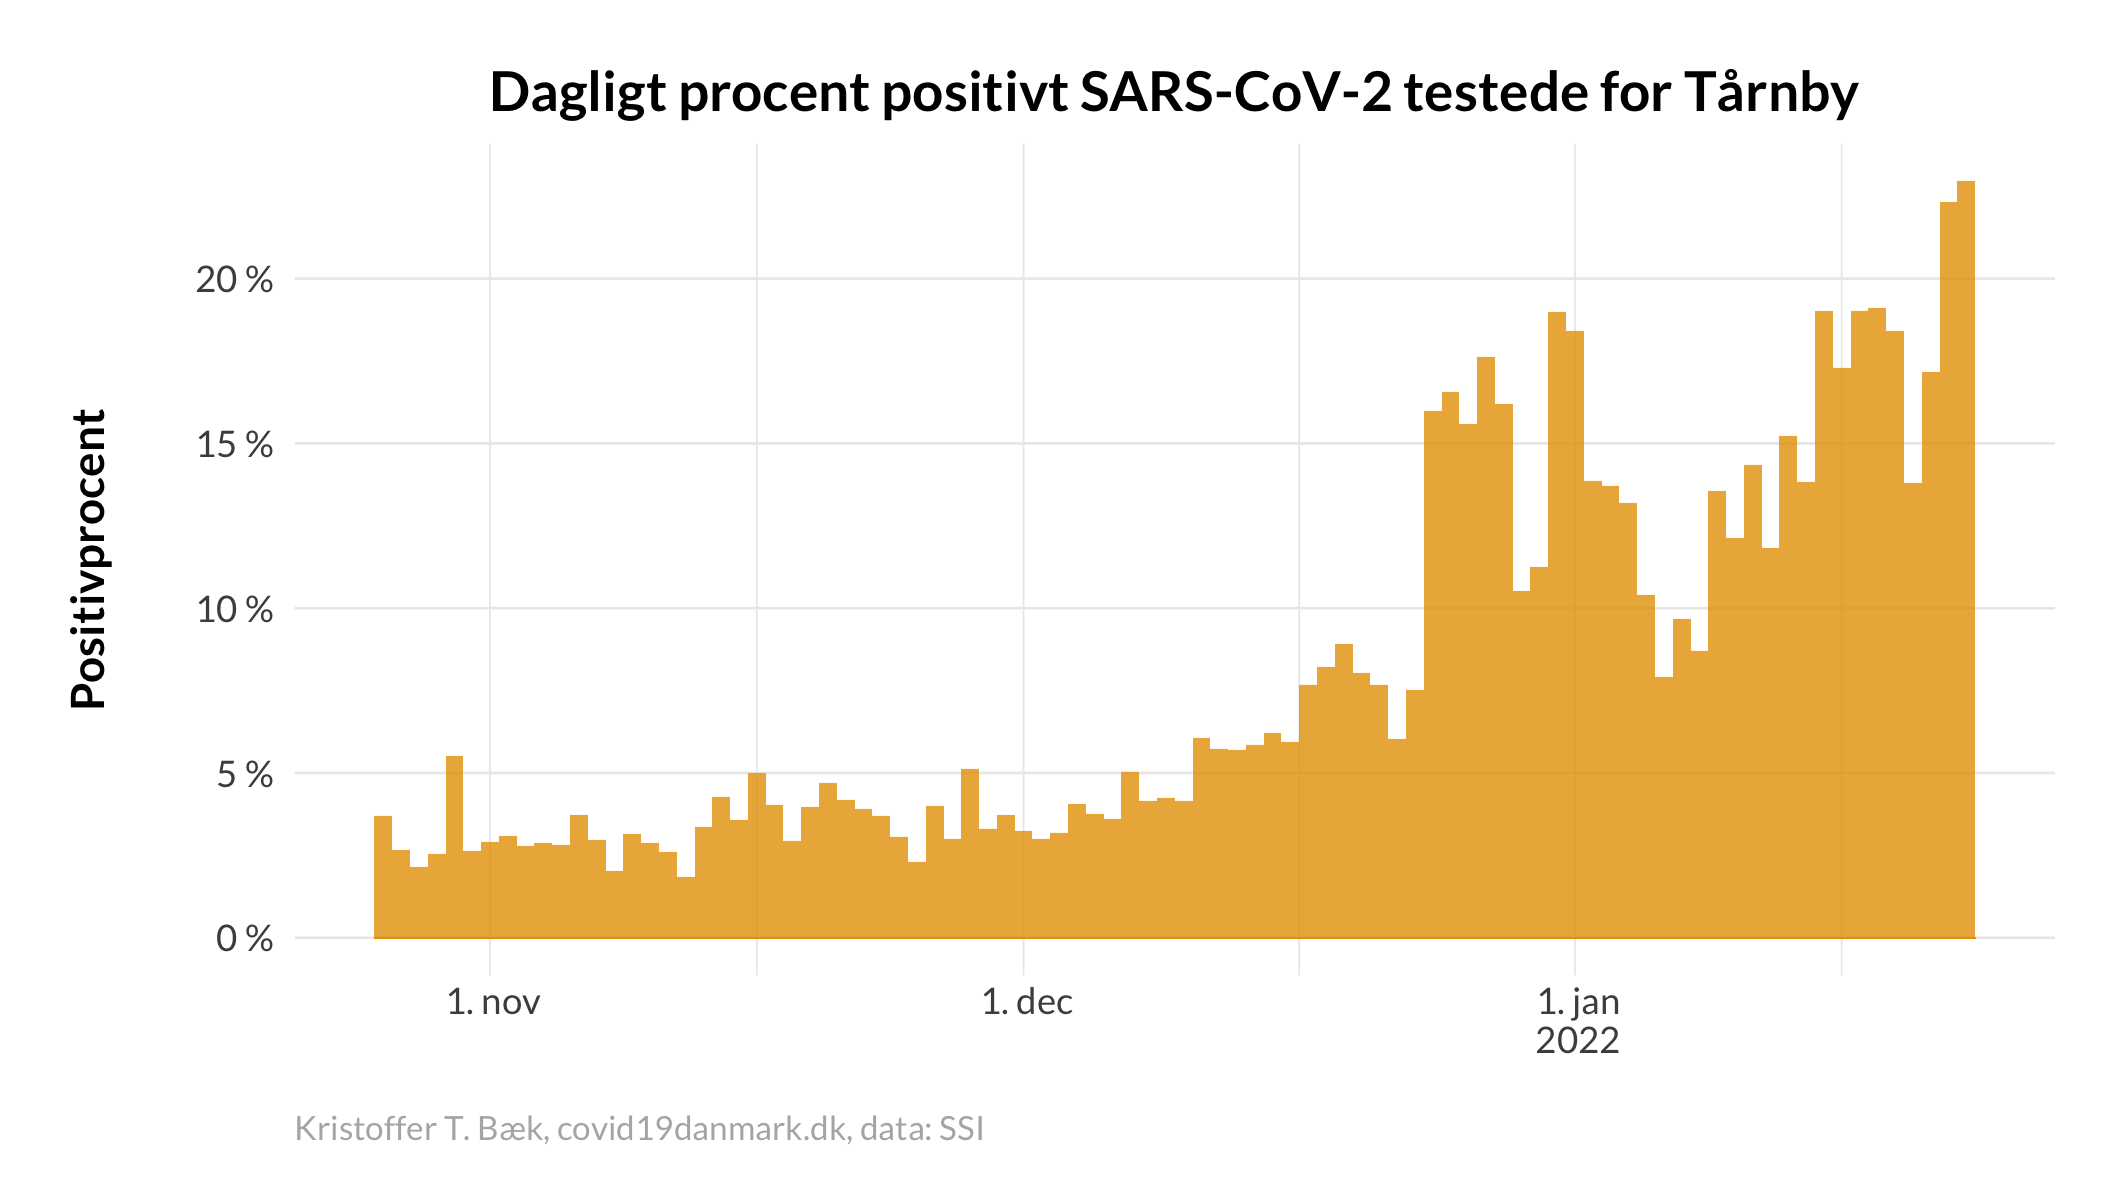 Dagligt procent positivt SARS-CoV-2 testede for Tårnby
Positivprocent
20 %
15 %
10 %
5 %
0 %
1. nov
1. dec
1. jan
2022
Kristoffer T. Bæk, covid19danmark.dk, data: SSI